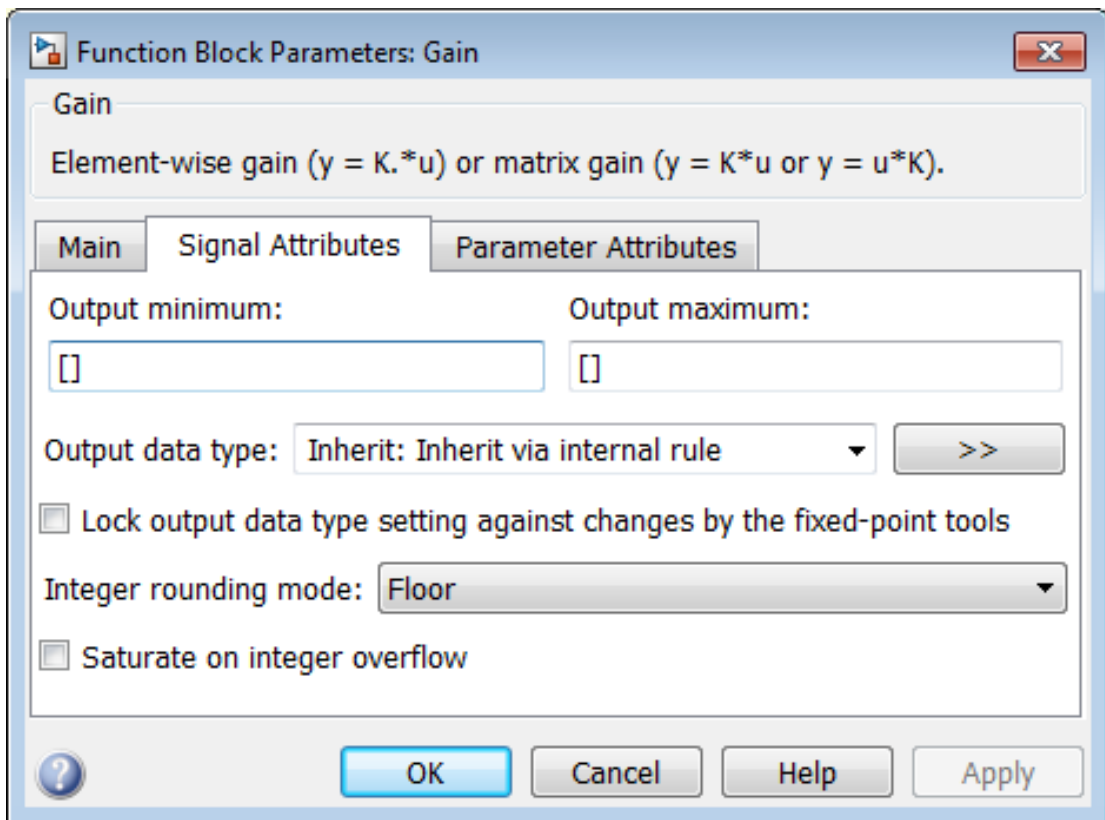 Function Block Parameters: Gain
Gain
Element-wise gain (y = K.*u) or matrix gain (y = K*u or y = u*K).
Main Signal Attributes Parameter Attributes
Output minimum: Output maximum:
[] []
Output data type: Inherit: Inherit via internal rule >>
Lock output data type setting against changes by the fixed-point tools
Integer rounding mode: Floor
Saturate on integer overflow
? OK Cancel Help Apply